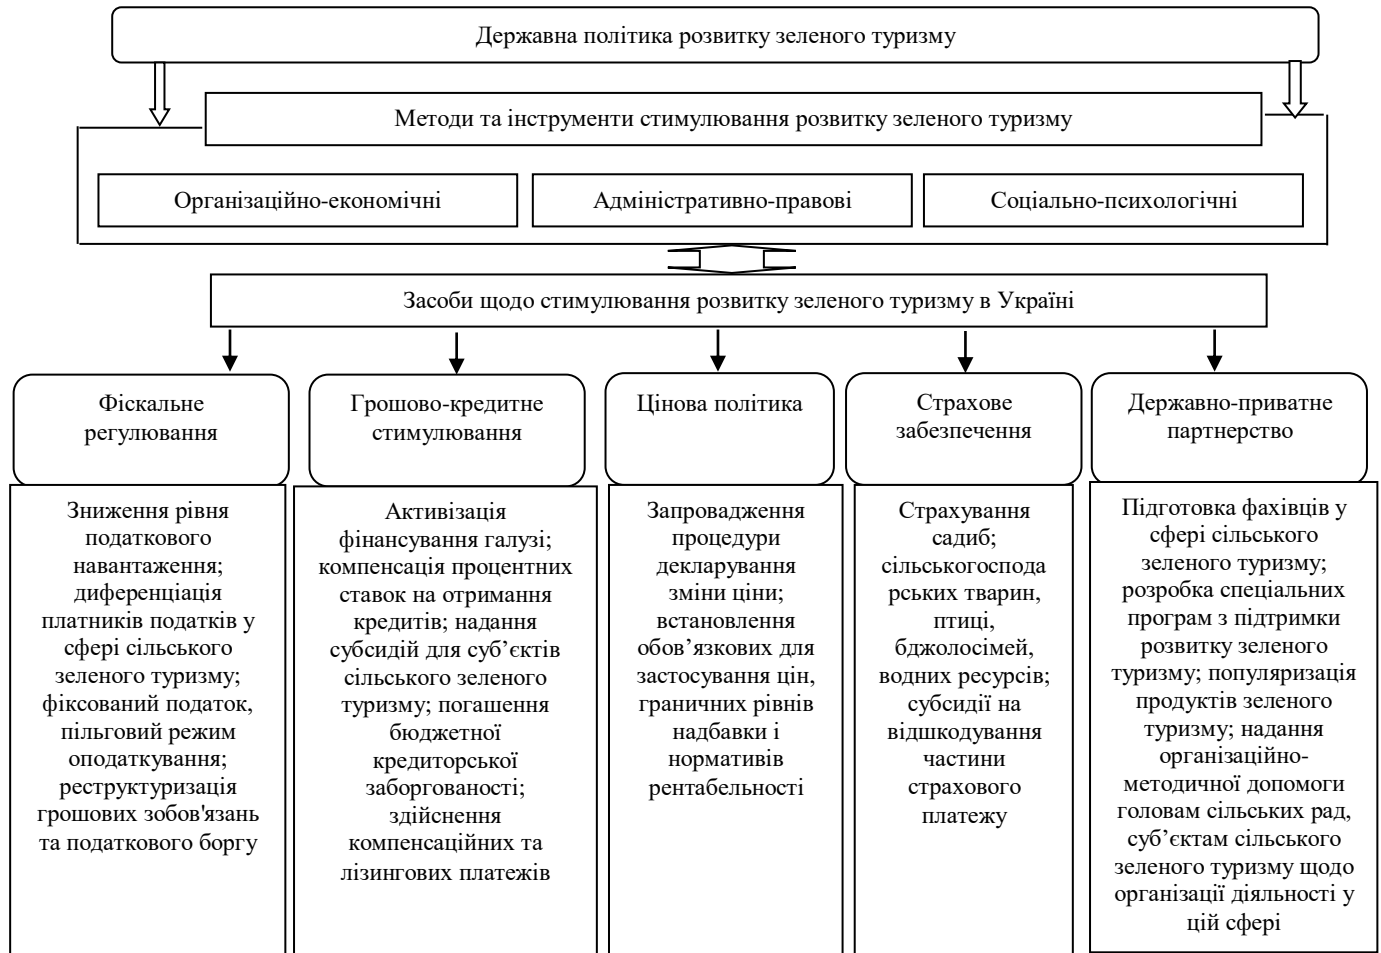 Державна політика розвитку зеленого туризму
Методи та інструменти стимулювання розвитку зеленого туризму
Організаційно-економічні
Адміністративно-правові
Соціально-психологічні
Засоби щодо стимулювання розвитку зеленого туризму в Україні
Фіскальне
регулювання
Грошово-кредитне
стимулювання
Цінова політика
Страхове
забезпечення
Державно-приватне
партнерство
Зниження рівня
податкового
навантаження;
диференціація
платників податків у
сфері сільського
зеленого туризму;
фіксований податок,
пільговий режим
оподаткування;
реструктуризація
грошових зобов'язань
та податкового боргу
Активізація
фінансування галузі;
компенсація процентних
ставок на отримання
кредитів; надання
субсидій для суб’єктів
сільського зеленого
туризму; погашення
бюджетної
кредиторської
заборгованості;
здійснення
компенсаційних та
лізингових платежів
Запровадження
процедури
декларування
зміни ціни;
встановлення
обов’язкових для
застосування цін,
граничних рівнів
надбавки і
нормативів
рентабельності
Страхування
садиб;
сільськогоспода
рських тварин,
птиці,
бджолосімей,
водних ресурсів;
субсидії на
відшкодування
частини
страхового
платежу
Підготовка фахівців у
сфері сільського
зеленого туризму;
розробка спеціальних
програм з підтримки
розвитку зеленого
туризму; популяризація
продуктів зеленого
туризму; надання
організаційно-
методичної допомоги
головам сільських рад,
суб’єктам сільського
зеленого туризму щодо
організації діяльності у
цій сфері